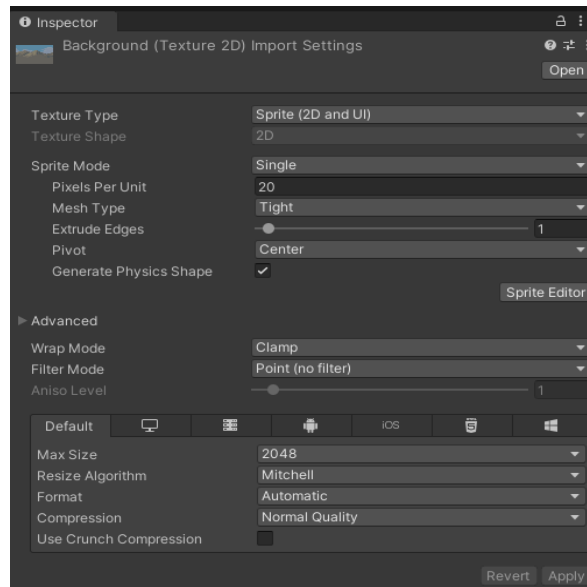 Inspector
Background (Texture 2D) Import Settings
Open
Texture Type Sprite (2D and UI)
Texture Shape 2D
Sprite Mode Single
Pixels Per Unit 20
Mesh Type Tight
Extrude Edges 1
Pivot Center
Generate Physics Shape
Sprite Editor
Advanced
Wrap Mode Clamp
Filter Mode Point (no filter)
Aniso Level 1
Default iOS
Max Size 2048
Resize Algorithm Mitchell
Format Automatic
Compression Normal Quality
Use Crunch Compression
Revert Apply